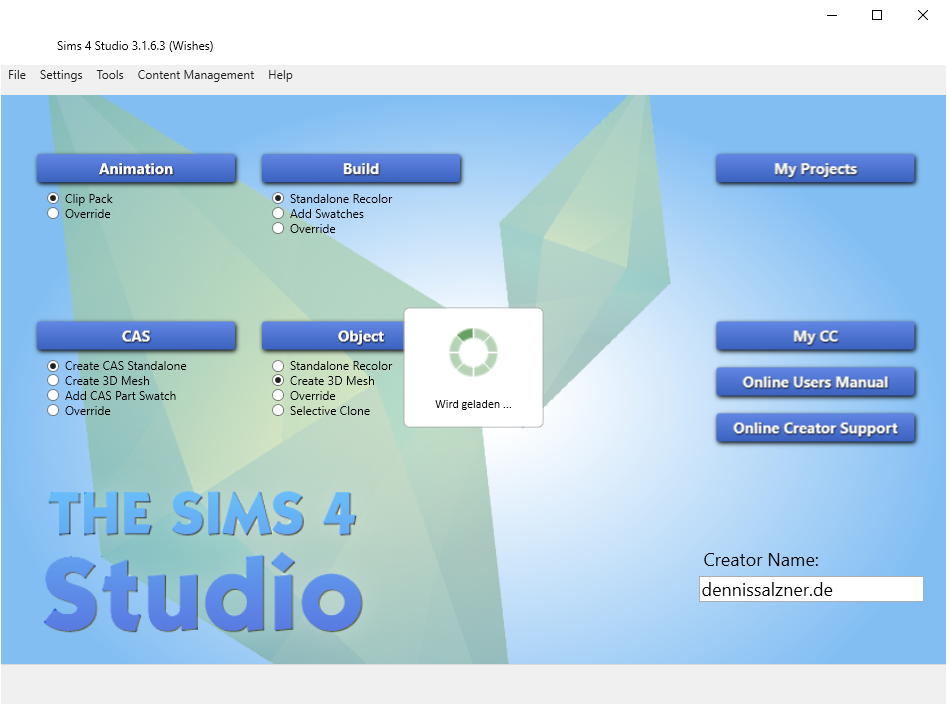 Sims 4 Studio 3.1.6.3 (Wishes)
File Settings Tools Content Management Help
Animation
Clip Pack
Override
Build
Standalone Recolor
Add Swatches
Override
My Projects
CAS
Create CAS Standalone
Create 3D Mesh
Add CAS Part Swatch
Override
Object
Standalone Recolor
Create 3D Mesh
Override
Selective Clone
Wird geladen ...
My CC
Online Users Manual
Online Creator Support
THE SIMS 4
Studio
Creator Name:
dennissalzner.de